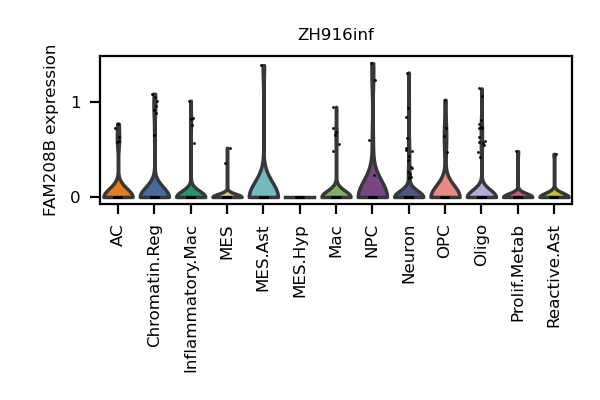 ZH916inf
FAM208B expression
1
0
AC
Chromatin.Reg
Inflammatory.Mac
MES
MES.Ast
MES.Hyp
Mac
NPC
Neuron
OPC
Oligo
Prolif.Metab
Reactive.Ast